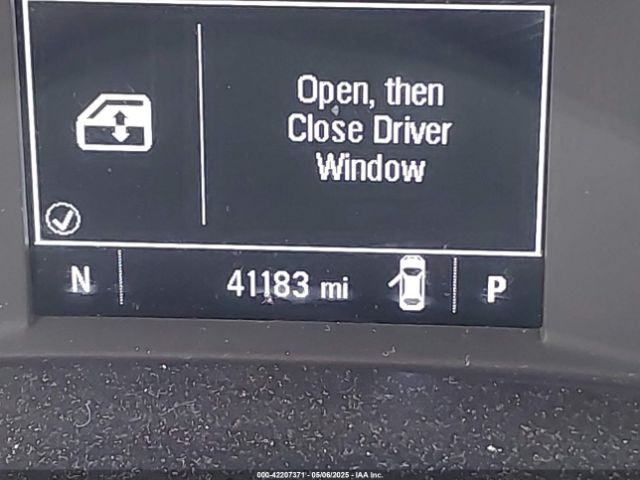 Open, then
Close Driver
Window
N
41183 mi
P
000-42207371 - 05/06/2025 - IAA Inc.